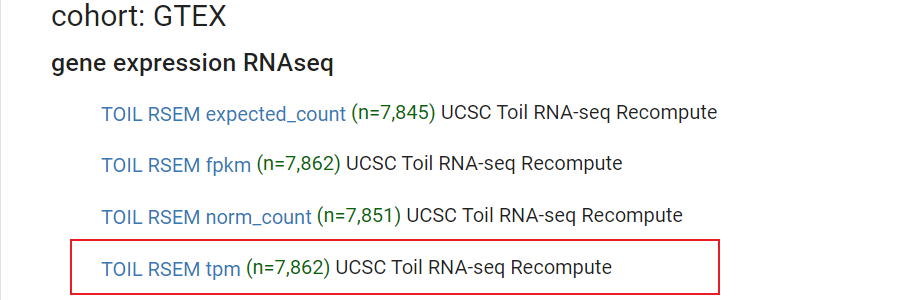 cohort: GTEX
gene expression RNAseq
TOIL RSEM expected_count (n=7,845) UCSC Toil RNA-seq Recompute
TOIL RSEM fpkm (n=7,862) UCSC Toil RNA-seq Recompute
TOIL RSEM norm_count (n=7,851) UCSC Toil RNA-seq Recompute
TOIL RSEM tpm (n=7,862) UCSC Toil RNA-seq Recompute